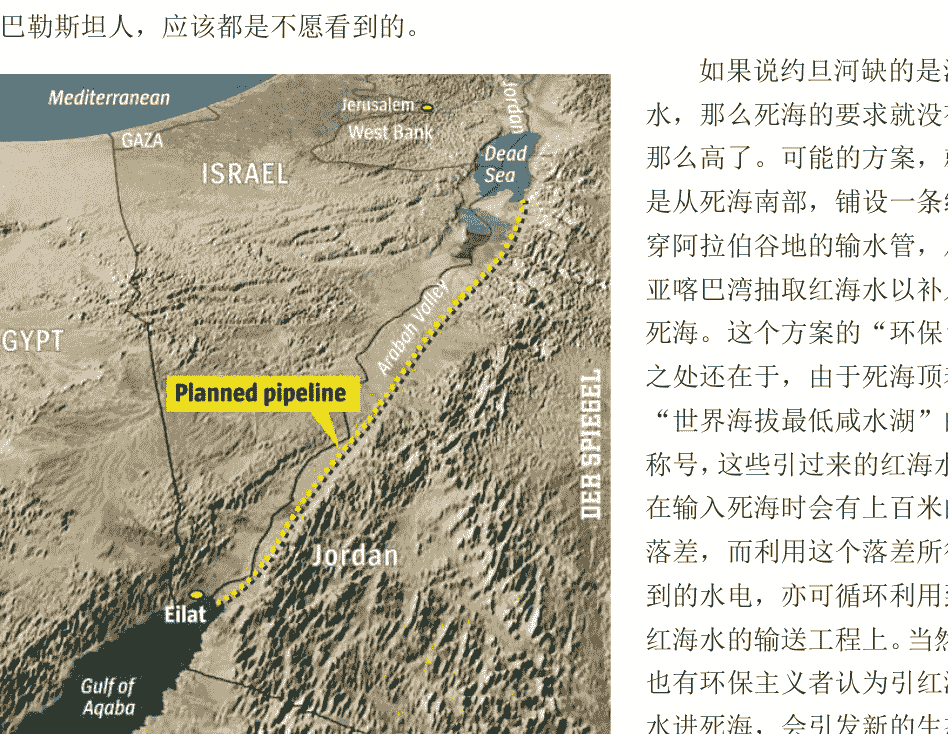 巴勒斯坦人，应该都是不愿看到的。
Mediterranean
GAZA
ISRAEL
Jerusalem
West Bank
Jordan
Dead
Sea
GYPT
Arabah Valley
Planned pipeline
DER SPIEGEL
Jordan
Eilat
Gulf of
Aqaba
如果说约旦河缺的是
水，那么死海的要求就没
那么高了。可能的方案，
是从死海南部，铺设一条
穿阿拉伯谷地的输水管，
亚喀巴湾抽取红海水以补
死海。这个方案的“环保
之处还在于，由于死海顶
“世界海拔最低咸水湖”
称号，这些引过来的红海水
在输入死海时会有上百米
落差，而利用这个落差所
到的水电，亦可循环利用
红海水的输送工程上。当然
也有环保主义者认为引红
水进死海，会引发新的生